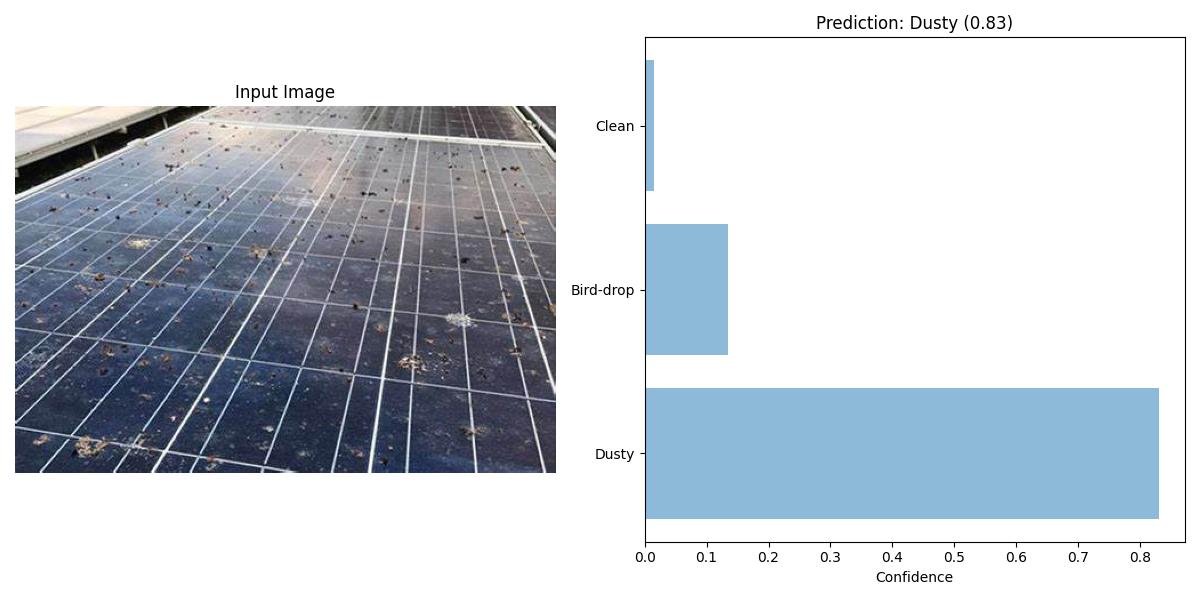 Input Image
Prediction: Dusty (0.83)
Clean
Bird-drop
Dusty
0.0 0.1 0.2 0.3 0.4 0.5 0.6 0.7 0.8
Confidence